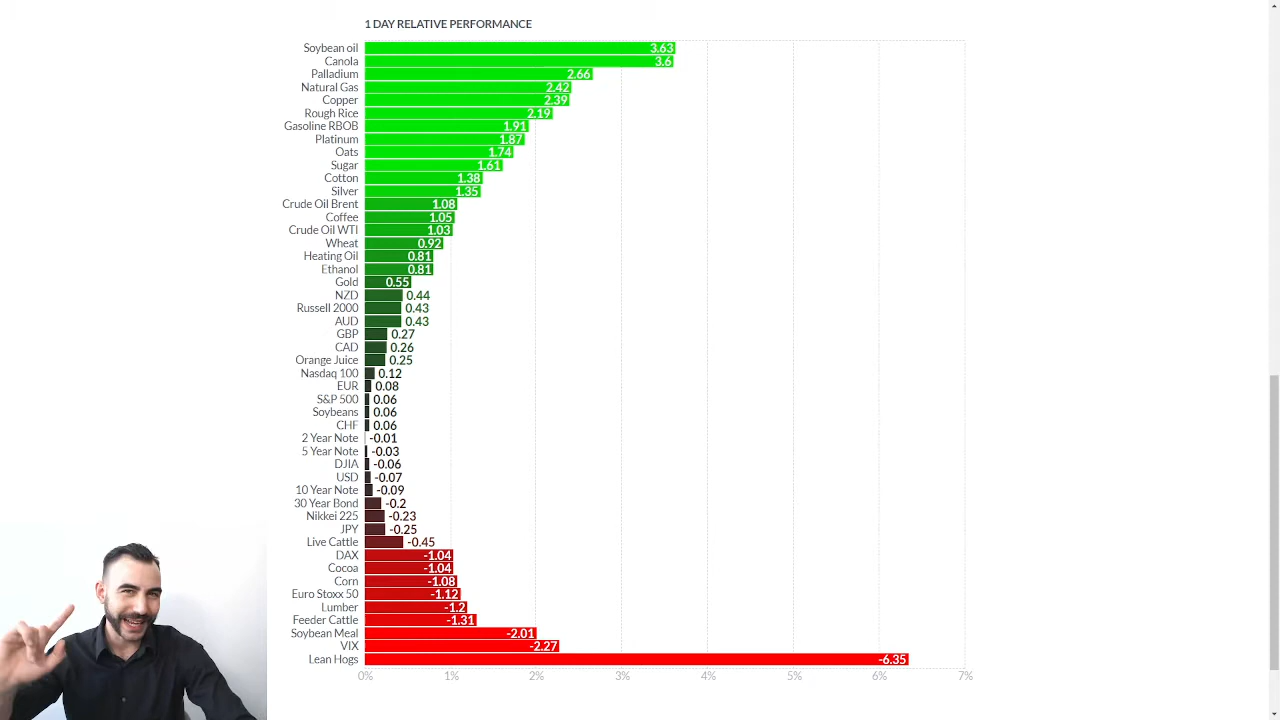 1 DAY RELATIVE PERFORMANCE
Soybean oil 3.63
Canola 3.6
Palladium 2.66
Natural Gas 2.42
Copper 2.39
Rough Rice 2.19
Gasoline RBOB 1.91
Platinum 1.87
Oats 1.74
Sugar 1.61
Cotton 1.38
Silver 1.35
Crude Oil Brent 1.08
Coffee 1.05
Crude Oil WTI 1.03
Wheat 0.92
Heating Oil 0.81
Ethanol 0.81
Gold 0.55
NZD 0.44
Russell 2000 0.43
AUD 0.43
GBP 0.27
CAD 0.26
Orange Juice 0.25
Nasdaq 100 0.12
EUR 0.08
S&P 500 0.06
Soybeans 0.06
CHF 0.06
2 Year Note -0.01
5 Year Note -0.03
DJIA -0.06
USD -0.07
10 Year Note -0.09
30 Year Bond -0.2
Nikkei 225 -0.23
JPY -0.25
Live Cattle -0.45
DAX -1.04
Cocoa -1.04
Corn -1.08
Euro Stoxx 50 -1.12
Lumber -1.2
Feeder Cattle -1.31
Soybean Meal -2.01
VIX -2.27
Lean Hogs -6.35
0% 1% 2% 3% 4% 5% 6% 7%